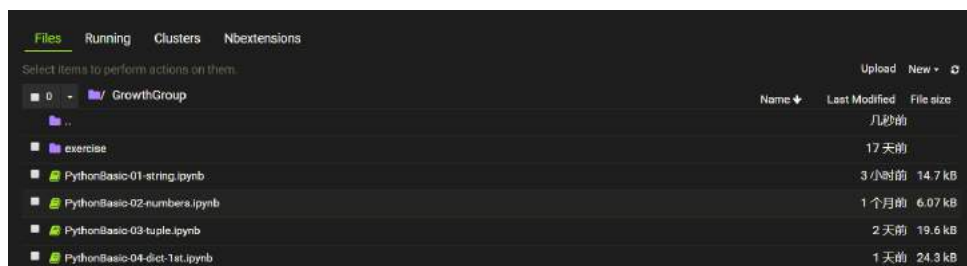 Files Running Clusters Nbextensions
Select items to perform actions on them.
Upload New
0 / GrowthGroup
Name Last Modified File size
.. 几秒前
exercise 17 天前
PythonBasic-01-string.ipynb 3 小时前 14.7 kB
PythonBasic-02-numbers.ipynb 1 个月前 6.07 kB
PythonBasic-03-tuple.ipynb 2 天前 19.6 kB
PythonBasic-04-dict-1st.ipynb 1 天前 24.3 kB